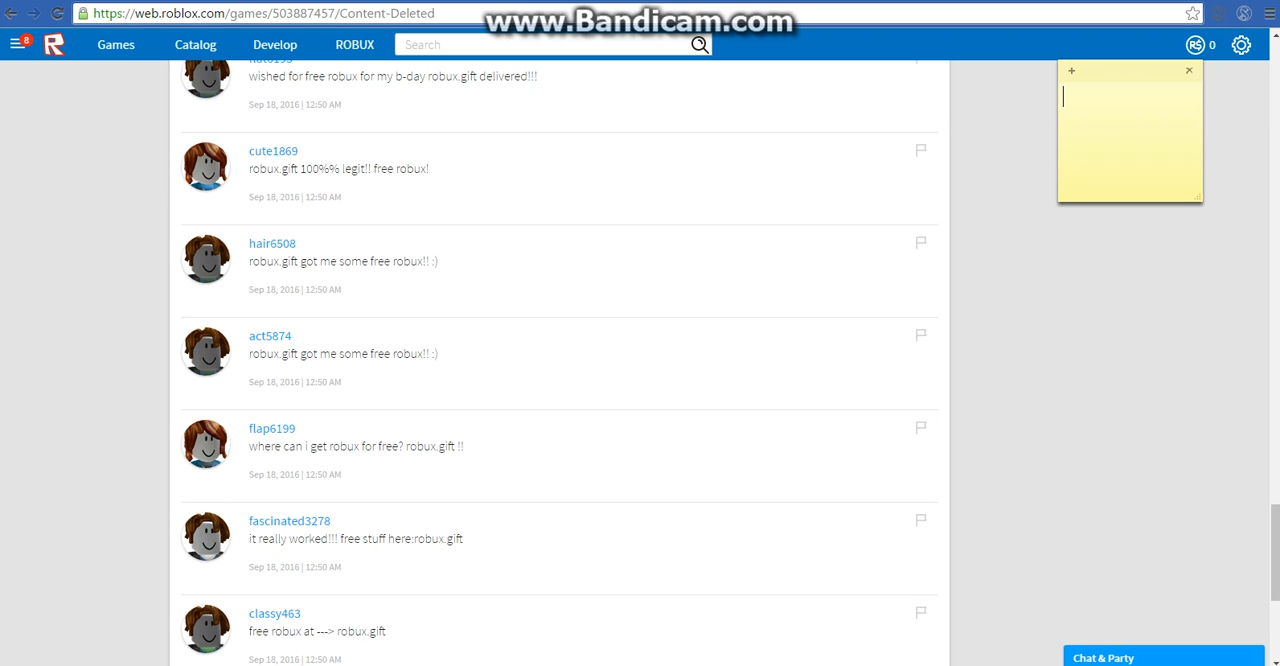 https://web.roblox.com/games/503887457/Content-Deleted
www.Bandicam.com
8
Games
Catalog
Develop
ROBUX
Search
R$ 0
wished for free robux for my b-day robux.gift delivered!!!
Sep 18, 2016 | 12:50 AM
cute1869
robux.gift 100%% legit!! free robux!
Sep 18, 2016 | 12:50 AM
hair6508
robux.gift got me some free robux!! :)
Sep 18, 2016 | 12:50 AM
act5874
robux.gift got me some free robux!! :)
Sep 18, 2016 | 12:50 AM
flap6199
where can i get robux for free? robux.gift !!
Sep 18, 2016 | 12:50 AM
fascinated3278
it really worked!!! free stuff here:robux.gift
Sep 18, 2016 | 12:50 AM
classy463
free robux at ---> robux.gift
Sep 18, 2016 | 12:50 AM
Chat & Party